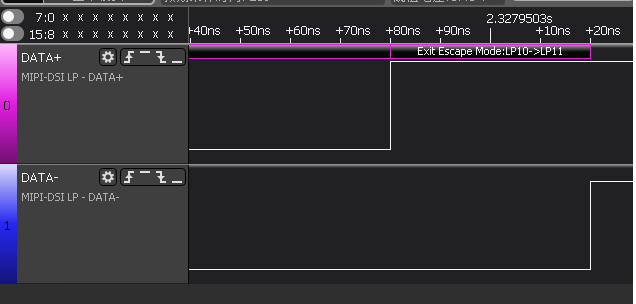 7:0 x x x x x x x x
15:8 x x x x x x x x
2.3279503s
+40ns +50ns +60ns +70ns +80ns +90ns +10ns +20ns
DATA+
Exit Escape Mode:LP10->LP11
MIPI-DSI LP - DATA+
0
DATA-
MIPI-DSI LP - DATA-
1